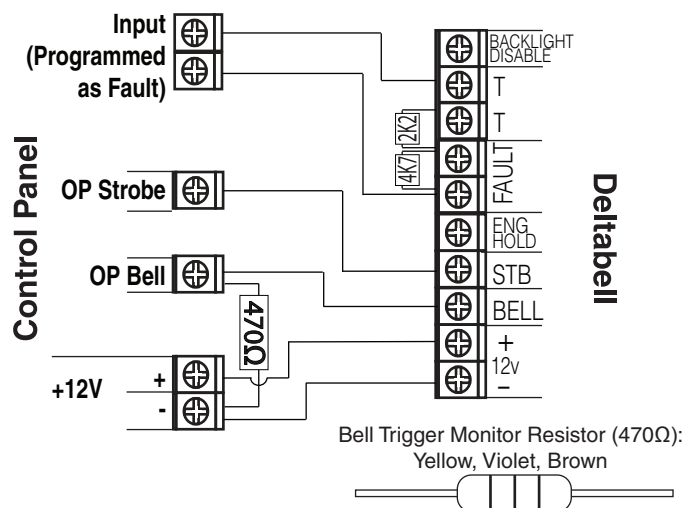 Input
(Programmed
as Fault)
Control Panel
OP Strobe
OP Bell
470Ω
+12V
+
-
BACKLIGHT
DISABLE
T
T
2K2
4K7
FAULT
ENG
HOLD
STB
BELL
+
12v
-
Deltabell
Bell Trigger Monitor Resistor (470Ω):
Yellow, Violet, Brown